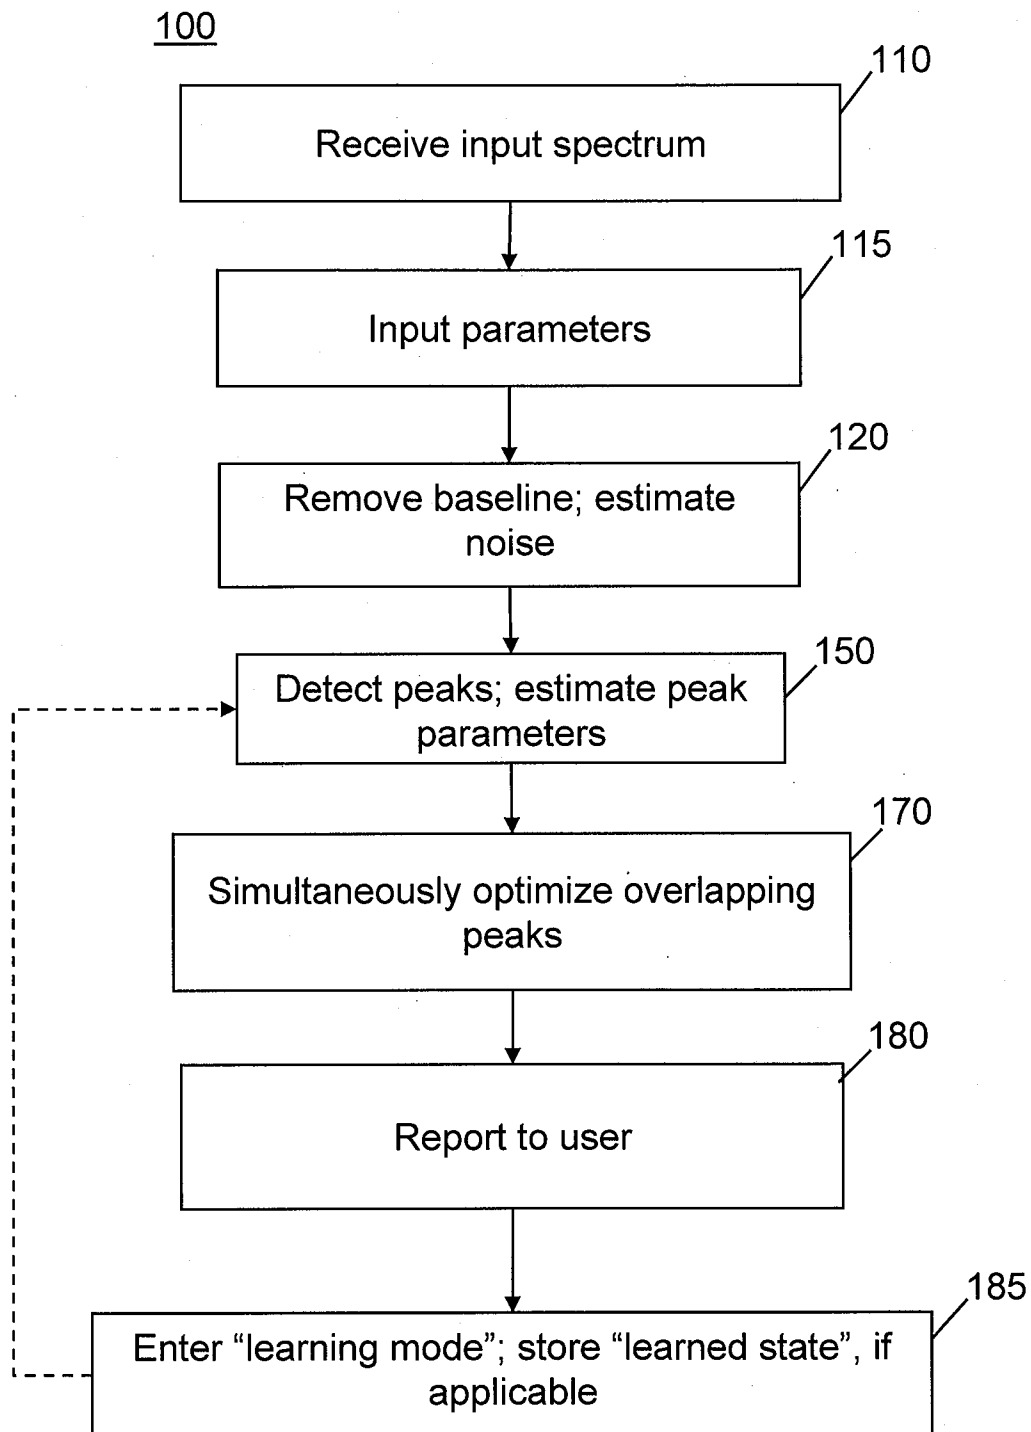 100
110
Receive input spectrum
115
Input parameters
120
Remove baseline; estimate
noise
150
Detect peaks; estimate peak
parameters
170
Simultaneously optimize overlapping
peaks
180
Report to user
185
Enter “learning mode”; store “learned state”, if
applicable